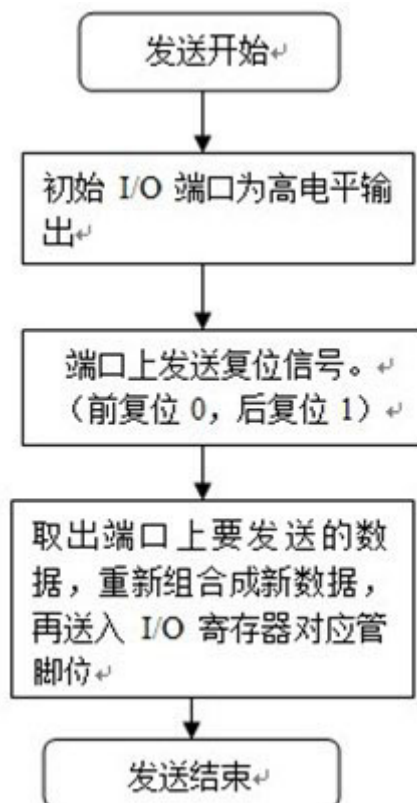 发送开始↵
初始 I/O 端口为高电平输
出↵
端口上发送复位信号。↵
（前复位 0，后复位 1）↵
取出端口上要发送的数
据，重新组合成新数据，
再送入 I/O 寄存器对应管
脚位↵
发送结束↵